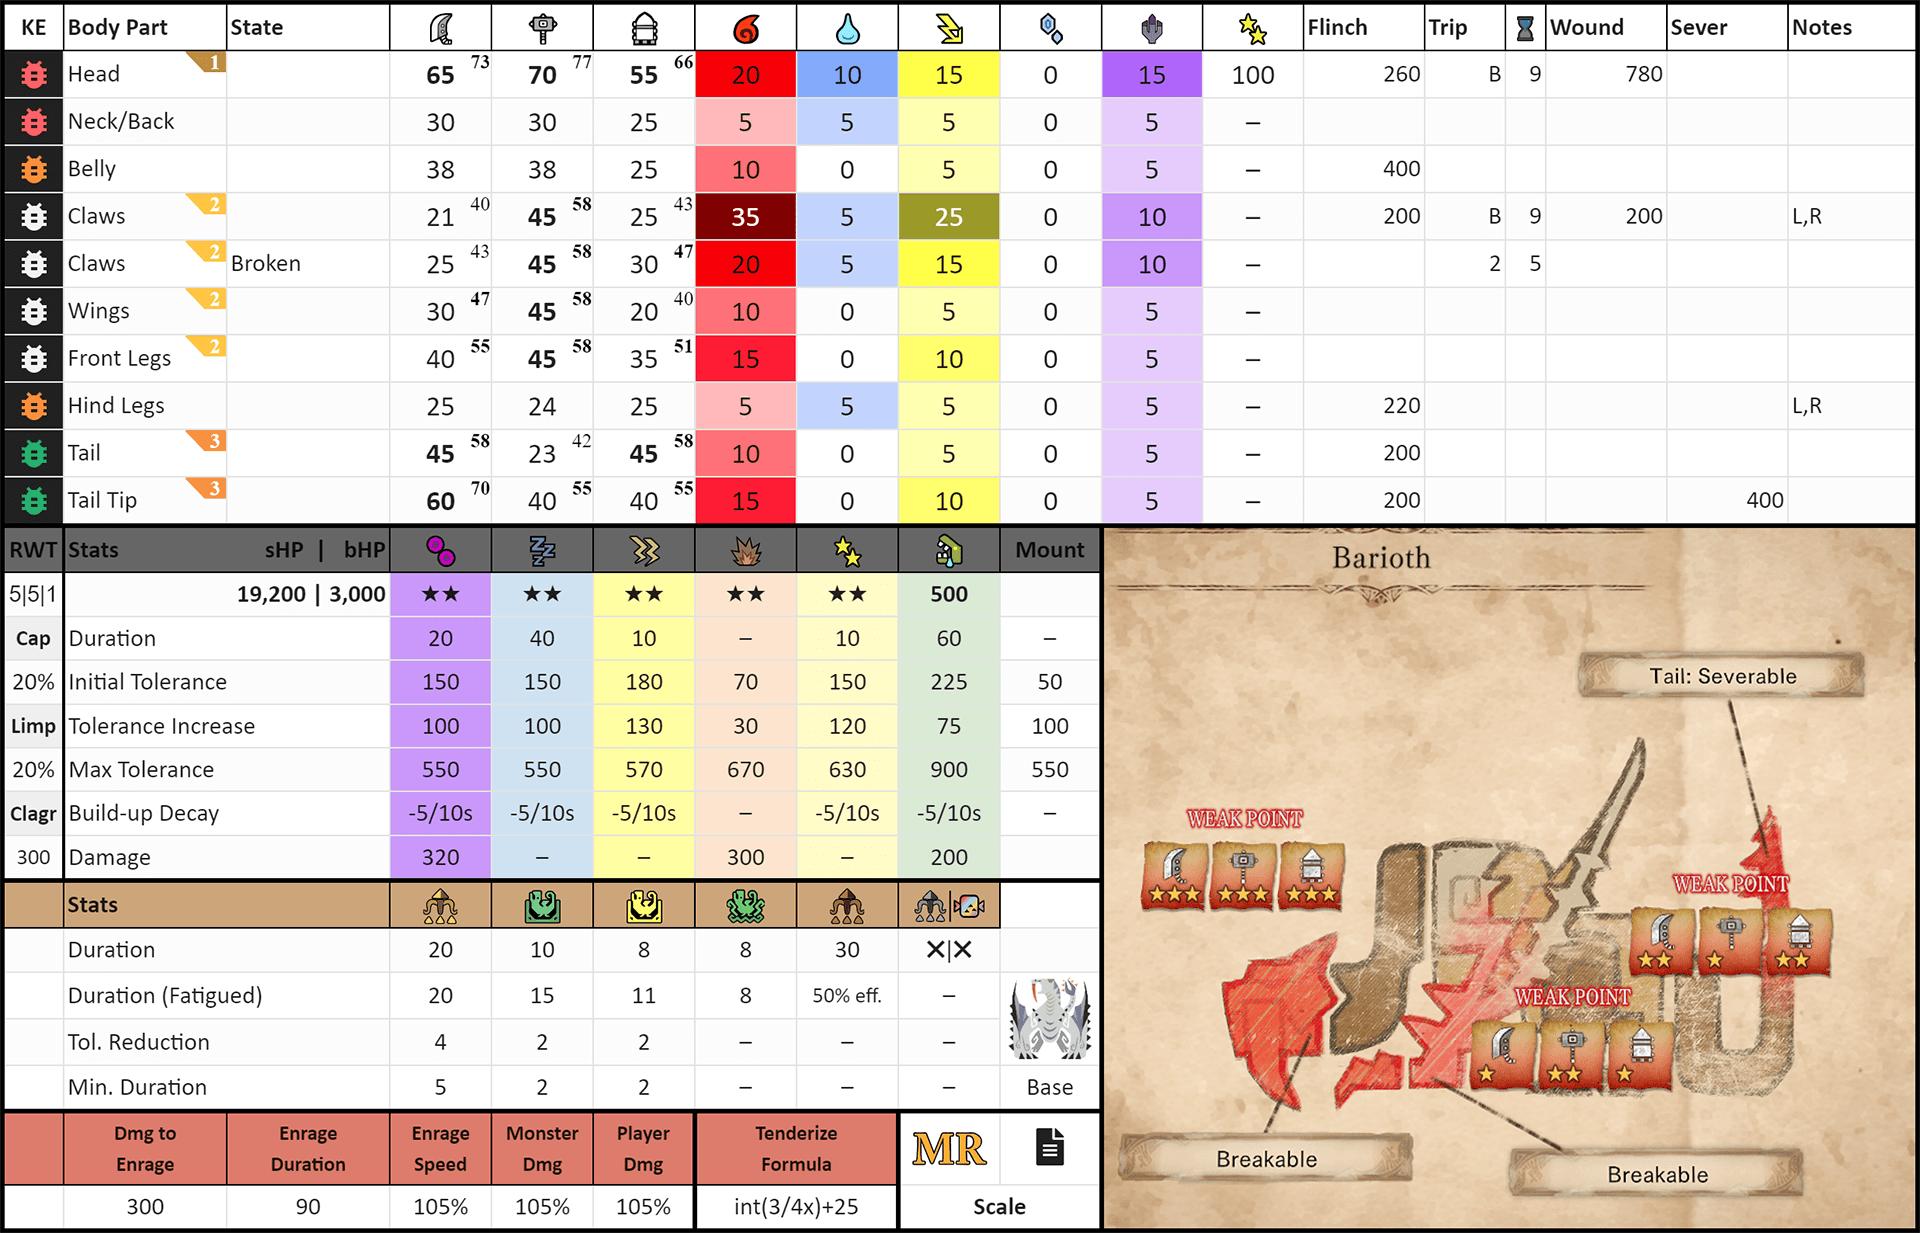 KE Body Part State Flinch Trip Wound Sever Notes
Head 1 65 73 70 77 55 66 20 10 15 0 15 100 260 B 9 780
Neck/Back 30 30 25 5 5 5 0 5 –
Belly 38 38 25 10 0 5 0 5 – 400
Claws 2 21 40 45 58 25 43 35 5 25 0 10 – 200 B 9 200 L,R
Claws 2 Broken 25 43 45 58 30 47 20 5 15 0 10 – 2 5
Wings 2 30 47 45 58 20 40 10 0 5 0 5 –
Front Legs 2 40 55 45 58 35 51 15 0 10 0 5 –
Hind Legs 25 24 25 5 5 5 0 5 – 220 L,R
Tail 3 45 58 23 42 45 58 10 0 5 0 5 – 200
Tail Tip 3 60 70 40 55 40 55 15 0 10 0 5 – 200 400
RWT Stats sHP | bHP Mount
5|5|1 19,200 | 3,000 ★★ ★★ ★★ ★★ ★★ 500
Cap Duration 20 40 10 – 10 60 –
20% Initial Tolerance 150 150 180 70 150 225 50
Limp Tolerance Increase 100 100 130 30 120 75 100
20% Max Tolerance 550 550 570 670 630 900 550
Clagr Build-up Decay -5/10s -5/10s -5/10s – -5/10s -5/10s –
300 Damage 320 – – 300 – 200
Stats
Duration 20 10 8 8 30 ✕|✕
Duration (Fatigued) 20 15 11 8 50% eff. –
Tol. Reduction 4 2 2 – – –
Min. Duration 5 2 2 – – – Base
Dmg to Enrage Enrage Duration Enrage Speed Monster Dmg Player Dmg Tenderize Formula MR
300 90 105% 105% 105% int(3/4x)+25 Scale
Barioth
Tail: Severable
WEAK POINT
WEAK POINT
WEAK POINT
Breakable
Breakable